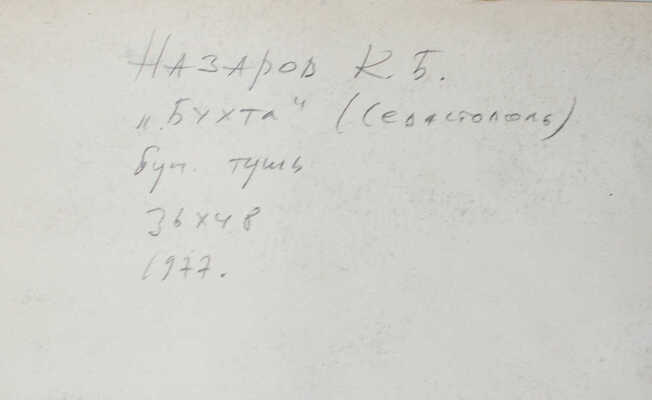 Назаров К.Б.
„Бухта" (Севастополь)
бум. тушь
36х48
1977.